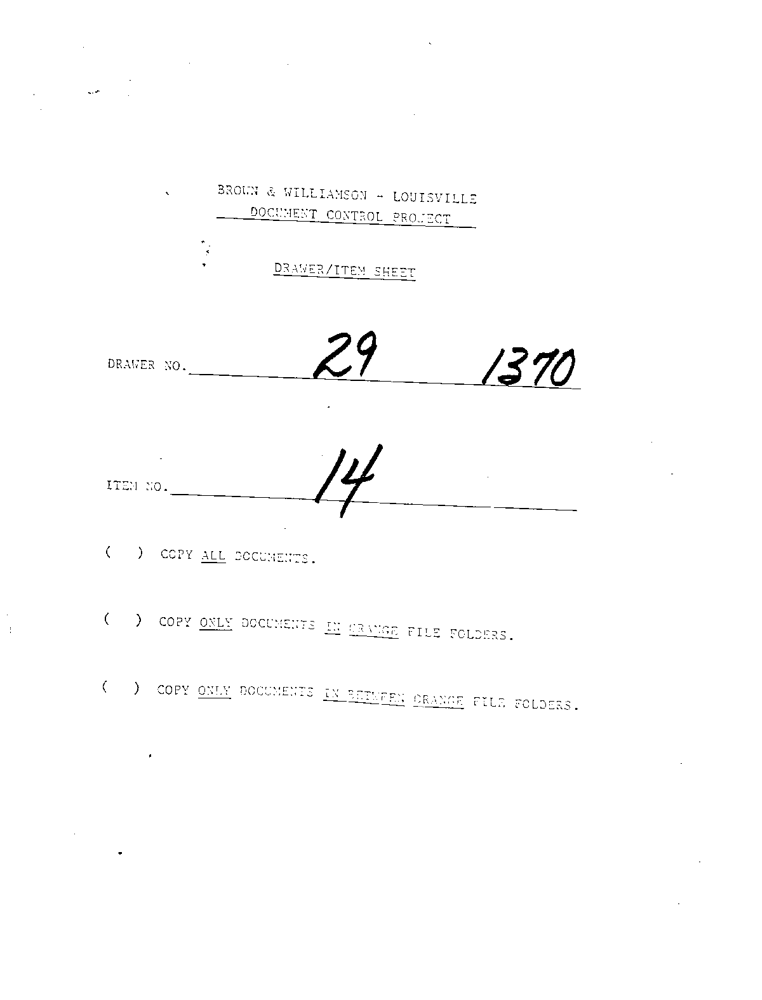 BROWN & WILLIAMSON - LOUISVILLE
DOCUMENT CONTROL PROJECT
DRAWER/ITEM SHEET
DRAWER NO. 29 1370
ITEM NO. 14
( ) COPY ALL DOCUMENTS.
( ) COPY ONLY DOCUMENTS IN ORANGE FILE FOLDERS.
( ) COPY ONLY DOCUMENTS IN BETWEEN ORANGE FILE FOLDERS.